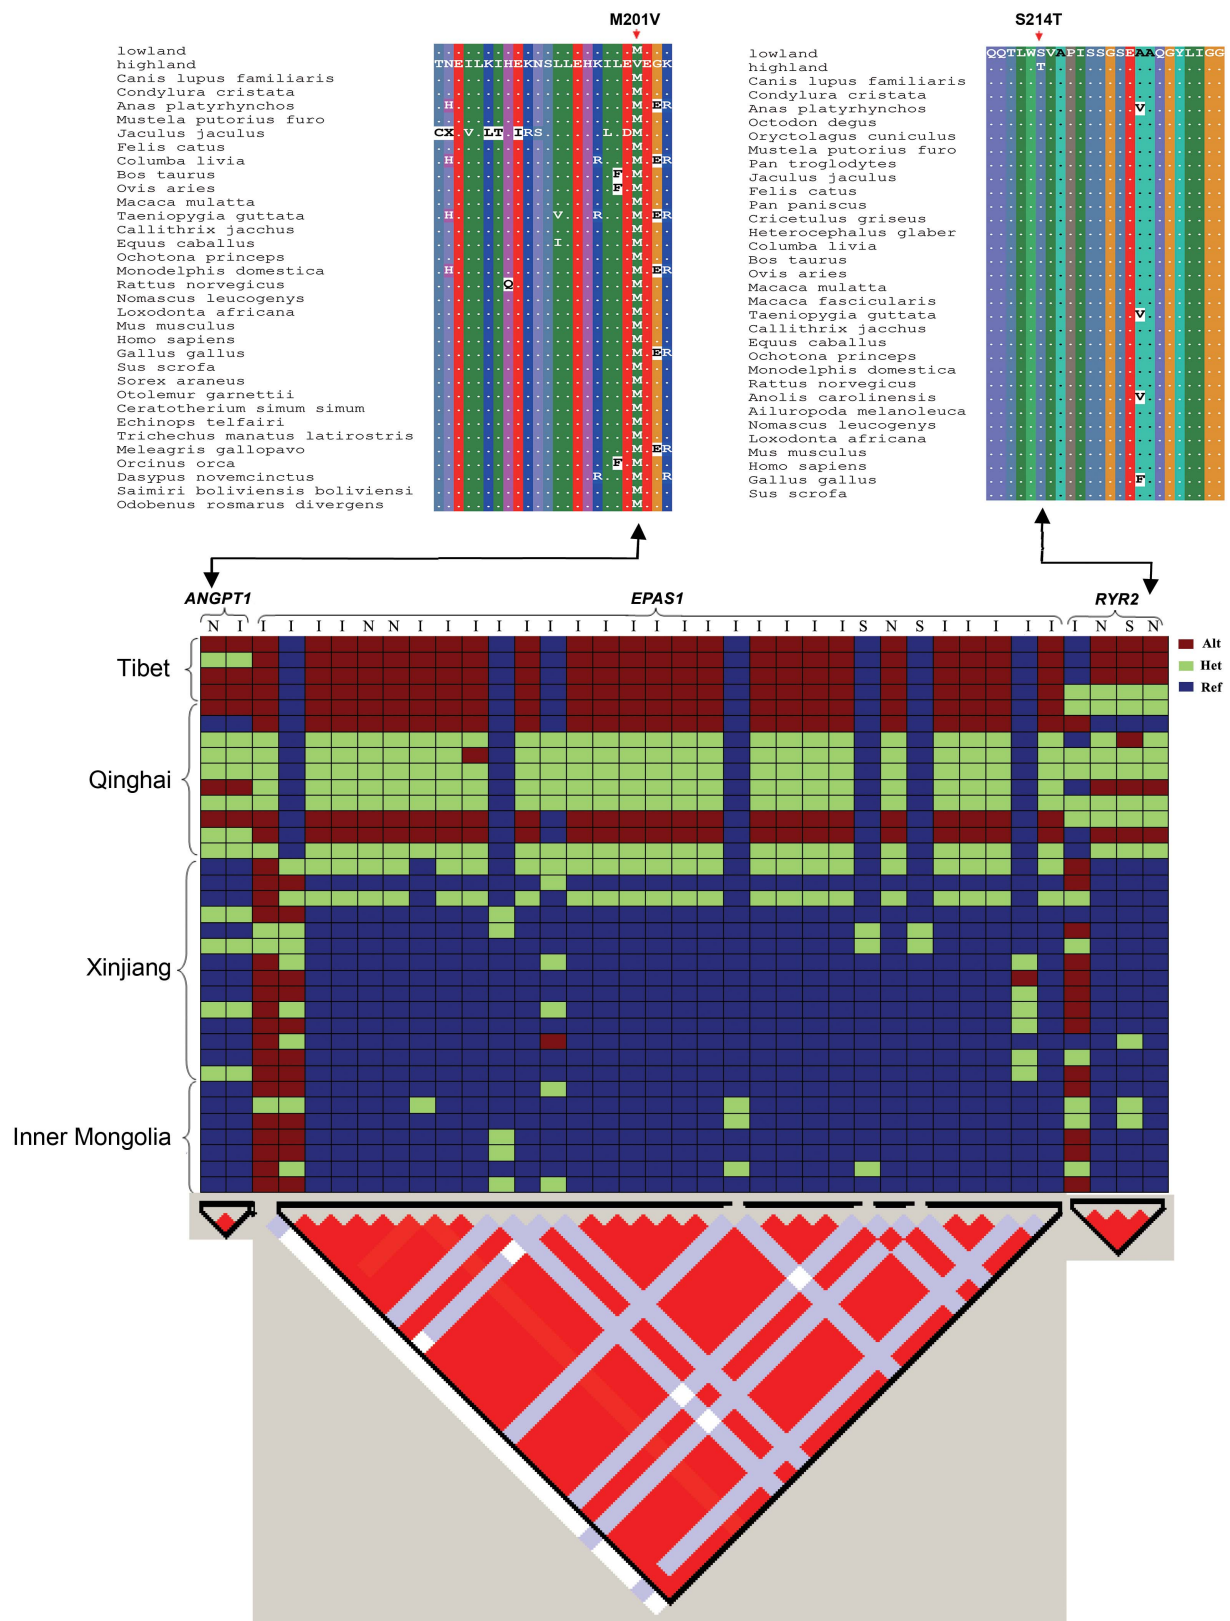 M201V
lowland
highland
Canis lupus familiaris
Condylura cristata
Anas platyrhynchos
Mustela putorius furo
Jaculus jaculus
Felis catus
Columba livia
Bos taurus
Ovis aries
Macaca mulatta
Taeniopygia guttata
Callithrix jacchus
Equus caballus
Ochotona princeps
Monodelphis domestica
Rattus norvegicus
Nomascus leucogenys
Loxodonta africana
Mus musculus
Homo sapiens
Gallus gallus
Sus scrofa
Sorex araneus
Otolemur garnettii
Ceratotherium simum simum
Echinops telfairi
Trichechus manatus latirostris
Meleagris gallopavo
Orcinus orca
Dasypus novemcinctus
Saimiri boliviensis boliviensi
Odobenus rosmarus divergens
M
TNEILKIHEKNSLLEHKILEVEGK
M
M
H M E R
M
CX V LT I RS L DM
M
H K M E R
F M
F M
M
H V K M E R
M
I M
M
H M E R
Q M
M
M
M
M
M E R
M
M
M
M
M
M
M E R
F M
K M R
M
M
S214T
lowland
highland
Canis lupus familiaris
Condylura cristata
Anas platyrhynchos
Octodon degus
Oryctolagus cuniculus
Mustela putorius furo
Pan troglodytes
Jaculus jaculus
Felis catus
Pan paniscus
Cricetulus griseus
Heterocephalus glaber
Columba livia
Bos taurus
Ovis aries
Macaca mulatta
Macaca fascicularis
Taeniopygia guttata
Callithrix jacchus
Equus caballus
Ochotona princeps
Monodelphis domestica
Rattus norvegicus
Anolis carolinensis
Ailuropoda melanoleuca
Nomascus leucogenys
Loxodonta africana
Mus musculus
Homo sapiens
Gallus gallus
Sus scrofa
QQTLWSVAPISSGSEAAQGYLIGG
T
V
V
V
F
ANGPT1
EPAS1
RYR2
N I I I I I N N I I I I I I I I I I I I I I I I I S N S I I I I I I N S N
Alt
Het
Ref
Tibet
Qinghai
Xinjiang
Inner Mongolia